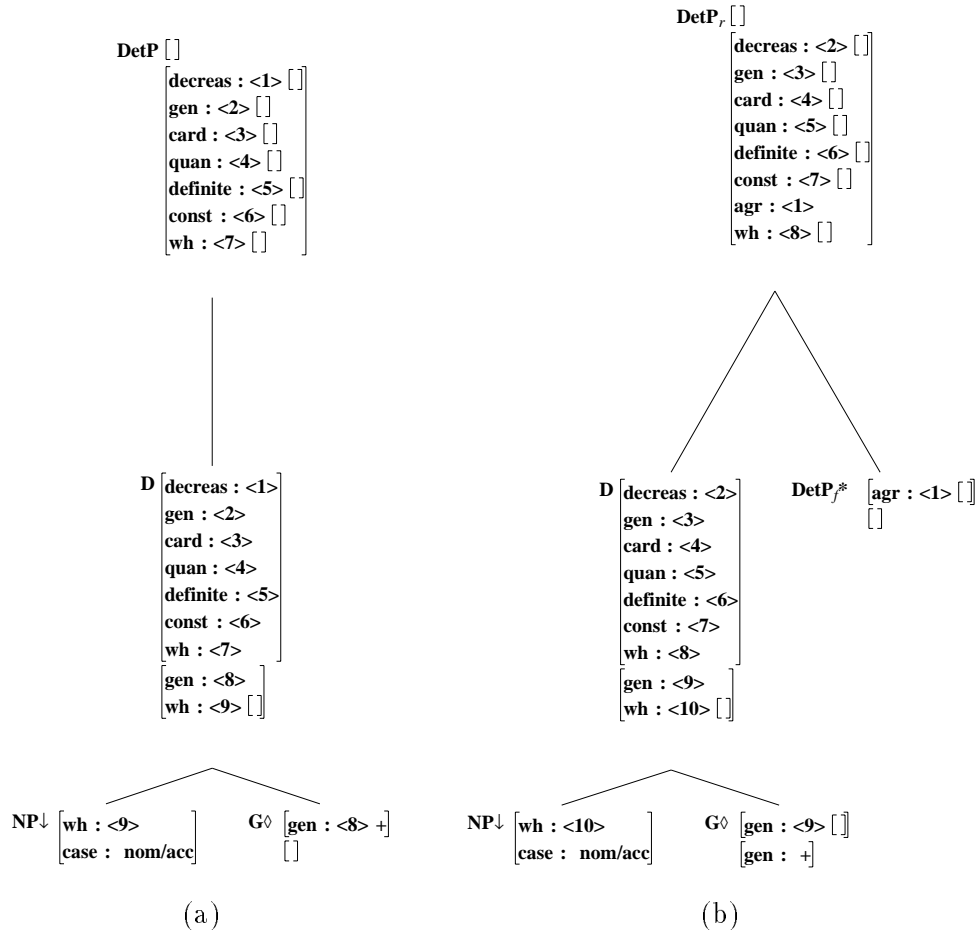 DetP []
[decreas : <1> []
gen : <2> []
card : <3> []
quan : <4> []
definite : <5> []
const : <6> []
wh : <7> []]
D [decreas : <1>
gen : <2>
card : <3>
quan : <4>
definite : <5>
const : <6>
wh : <7>]
[gen : <8>
wh : <9> []]
NP↓ [wh : <9>
case : nom/acc]
G◊ [gen : <8> +]
[]
(a)
DetPr []
[decreas : <2> []
gen : <3> []
card : <4> []
quan : <5> []
definite : <6> []
const : <7> []
agr : <1>
wh : <8> []]
D [decreas : <2>
gen : <3>
card : <4>
quan : <5>
definite : <6>
const : <7>
wh : <8>]
[gen : <9>
wh : <10> []]
DetPf* [agr : <1> []]
[]
NP↓ [wh : <10>
case : nom/acc]
G◊ [gen : <9> []]
[gen : +]
(b)